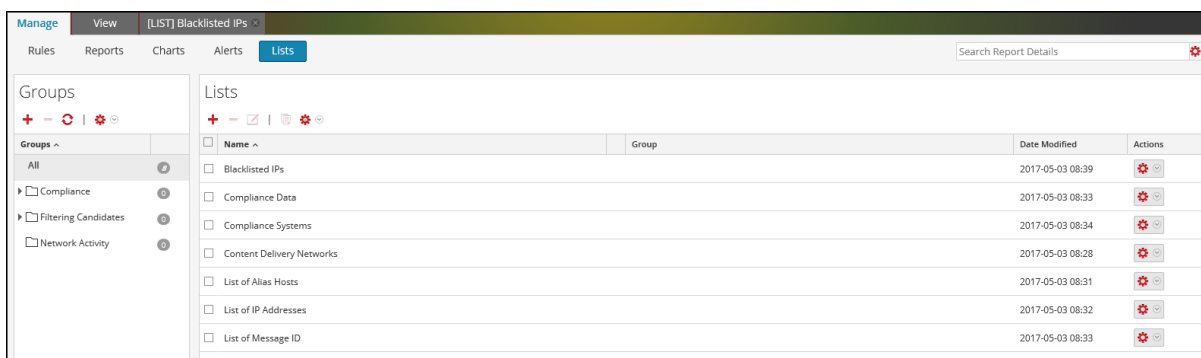 Manage View [LIST] Blacklisted IPs
Rules Reports Charts Alerts Lists Search Report Details
Groups
Lists
Groups
Name Group Date Modified Actions
All 8
Blacklisted IPs 2017-05-03 08:39
Compliance 0
Compliance Data 2017-05-03 08:33
Filtering Candidates 0
Compliance Systems 2017-05-03 08:34
Network Activity 0
Content Delivery Networks 2017-05-03 08:28
List of Alias Hosts 2017-05-03 08:31
List of IP Addresses 2017-05-03 08:32
List of Message ID 2017-05-03 08:33